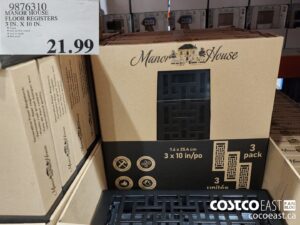 9876310
MANOR HOUSE
FLOOR REGISTERS
3 IN. X 10 IN.
21.99
Manor House
7.6 x 25.4 cm
3 x 10 in/po
3
pack
3
unités
COSTCO EAST
cocoeast.ca